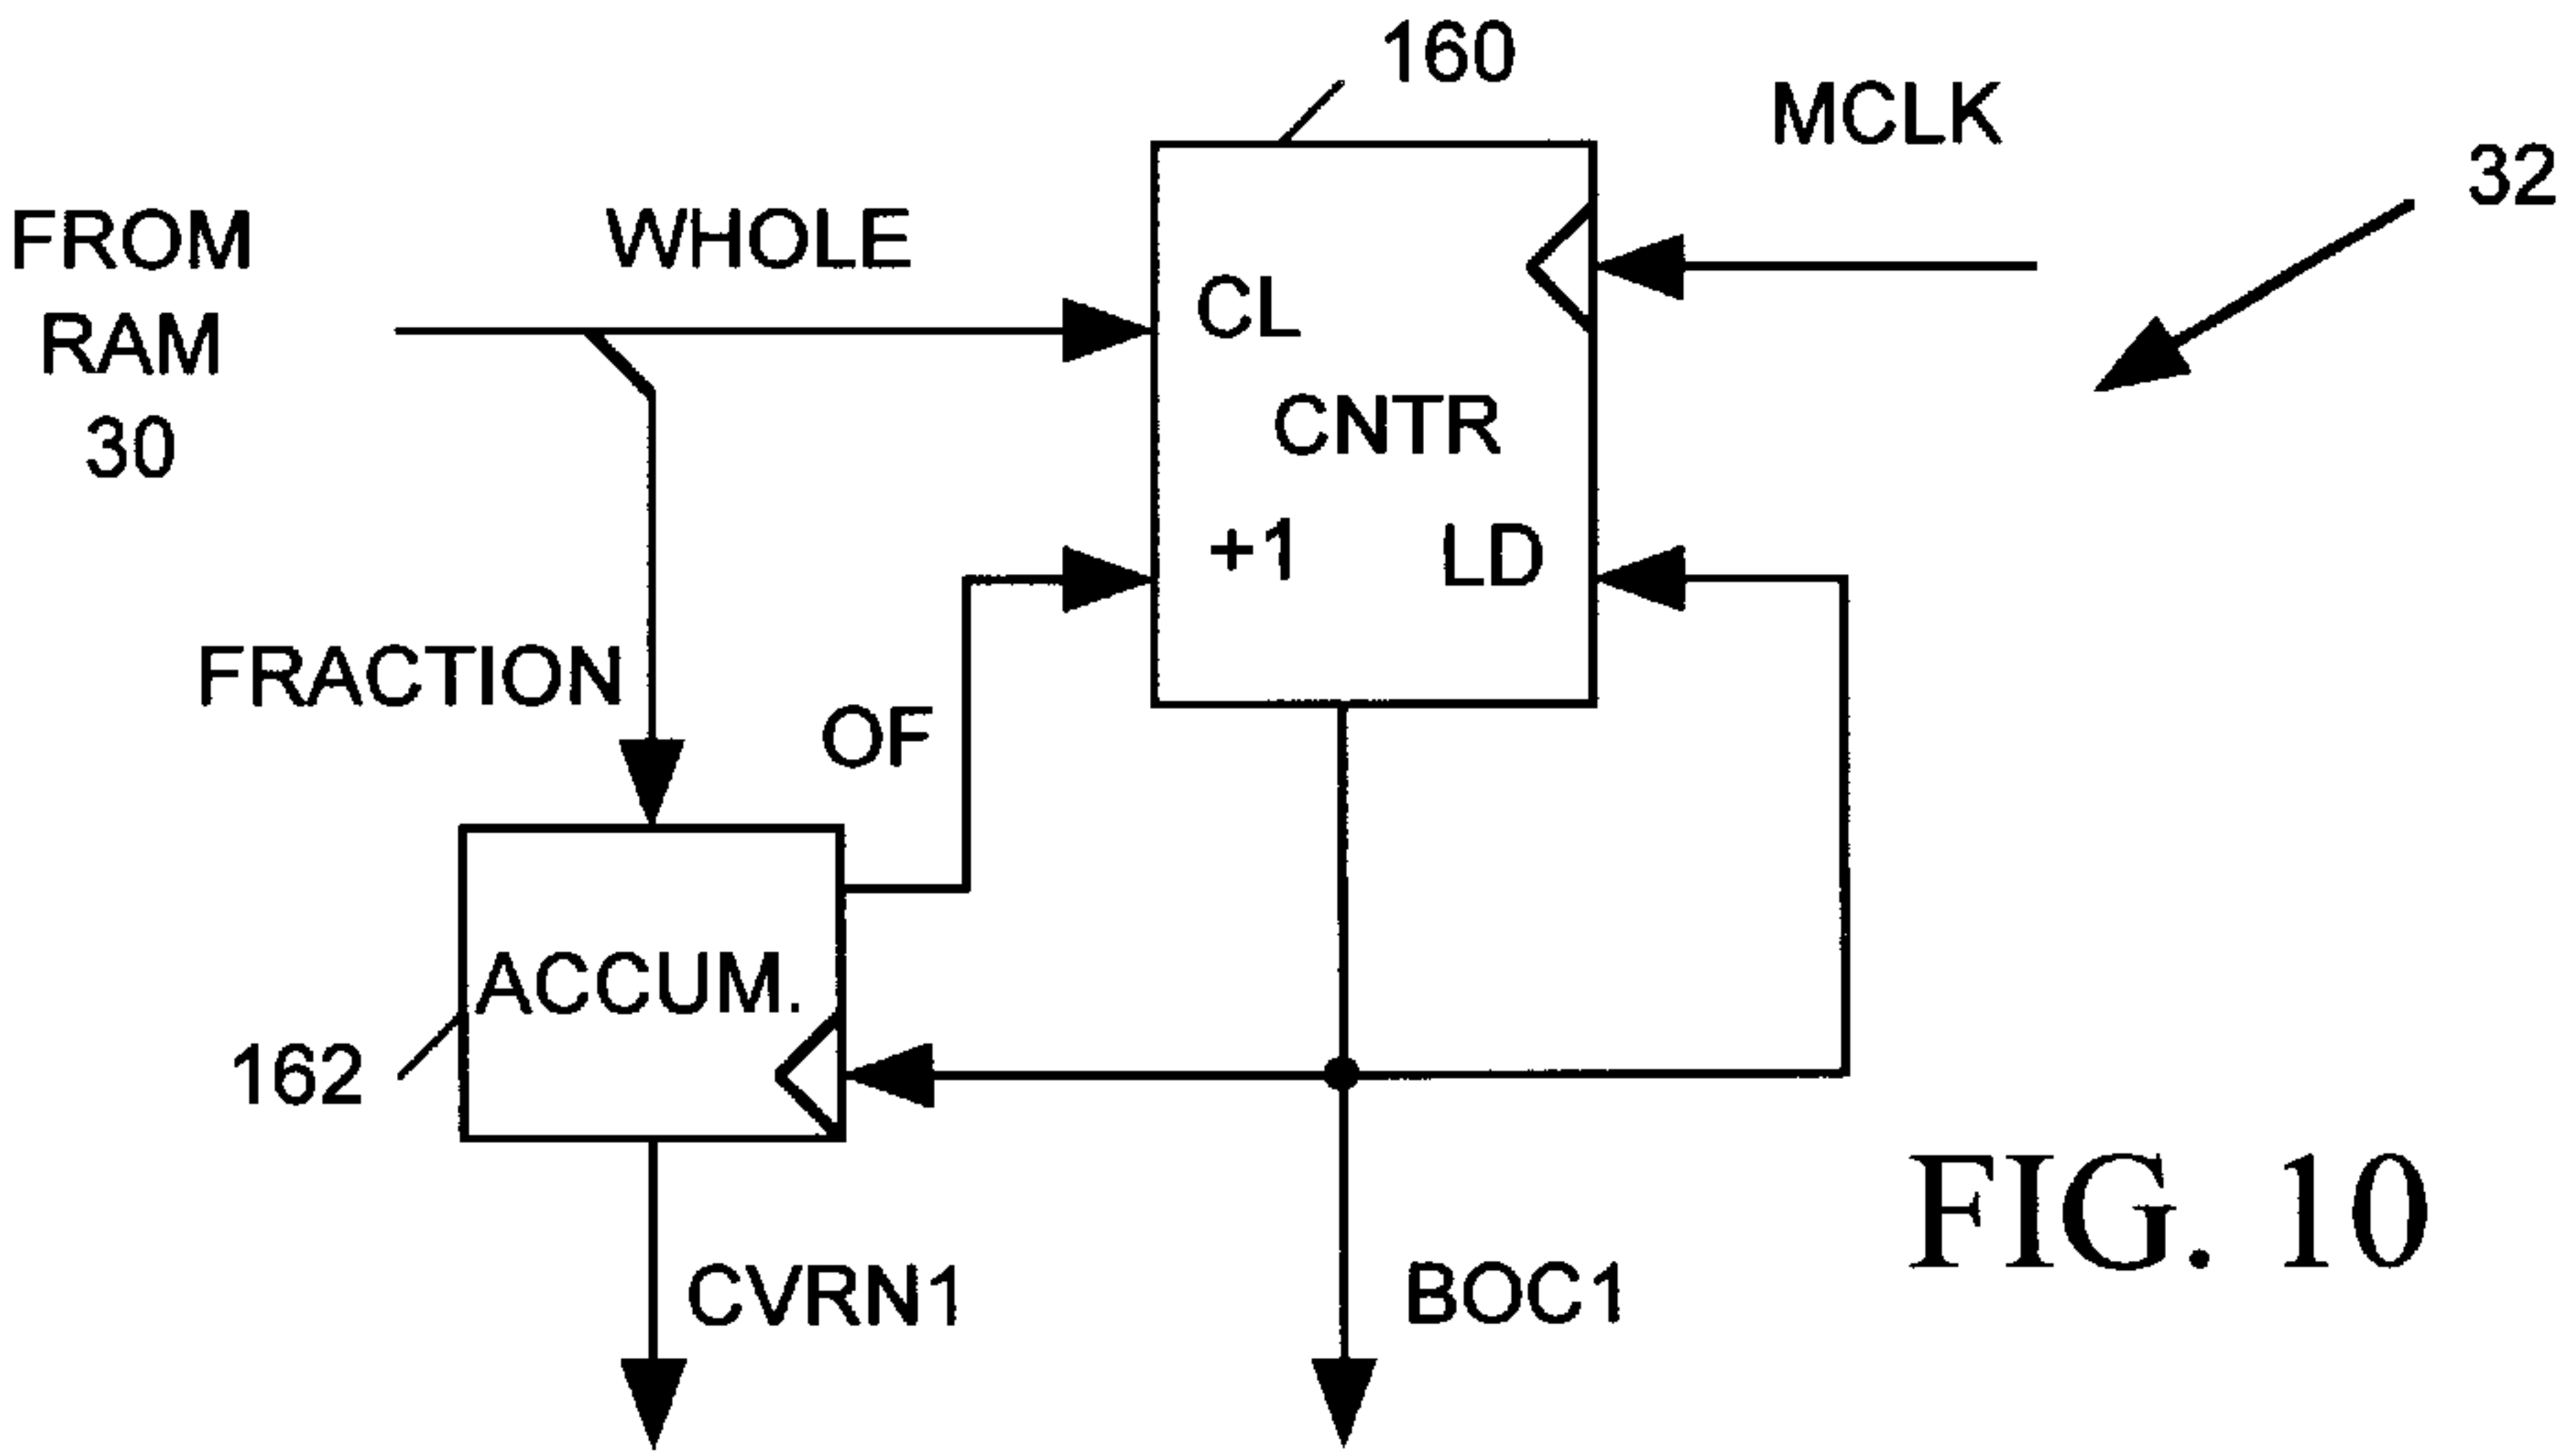 160
MCLK
32
FROM
RAM
30
WHOLE
CL
CNTR
+1
LD
FRACTION
OF
ACCUM.
162
CVRN1
BOC1
FIG. 10